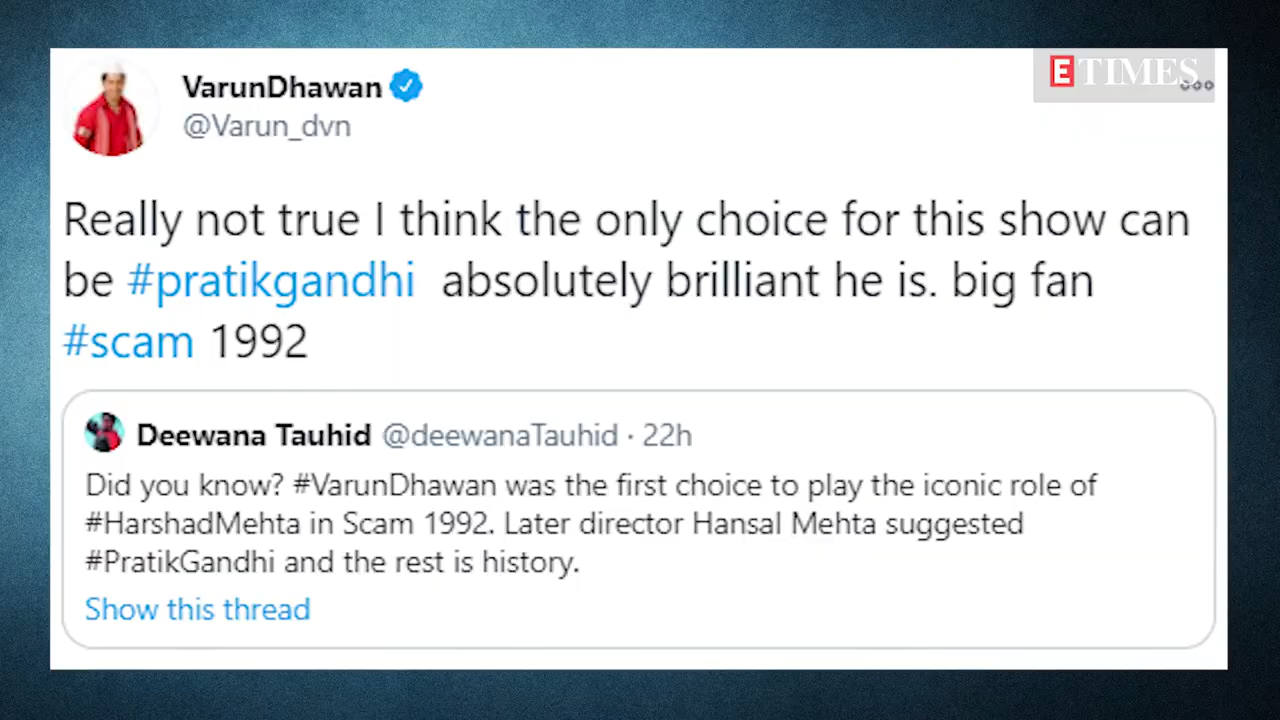 VarunDhawan
@Varun_dvn
E TIMES
Really not true I think the only choice for this show can
be #pratikgandhi absolutely brilliant he is. big fan
#scam 1992
Deewana Tauhid @deewanaTauhid · 22h
Did you know? #VarunDhawan was the first choice to play the iconic role of
#HarshadMehta in Scam 1992. Later director Hansal Mehta suggested
#PratikGandhi and the rest is history.
Show this thread